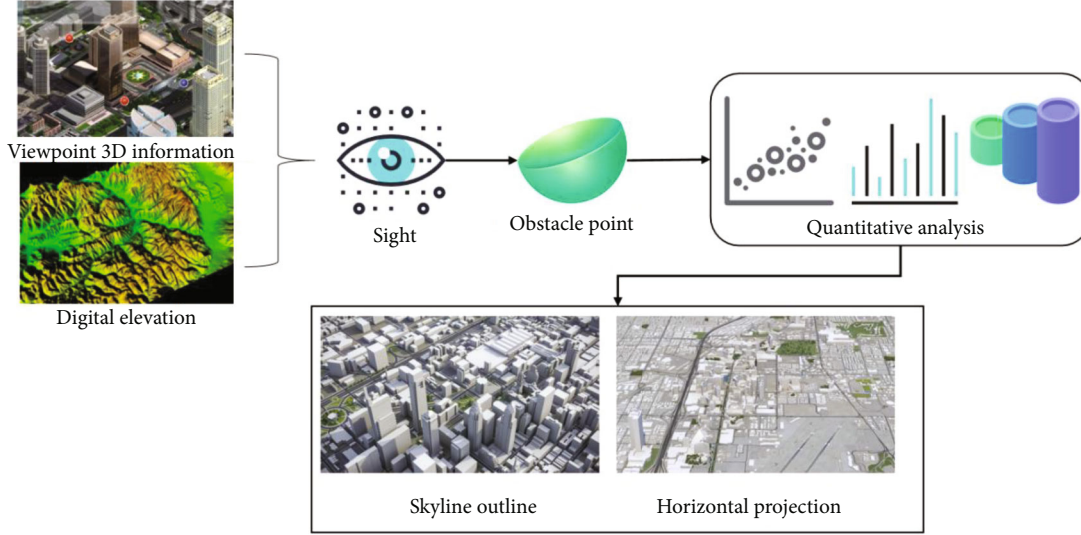 Viewpoint 3D information
Digital elevation
Sight
Obstacle point
Quantitative analysis
Skyline outline
Horizontal projection